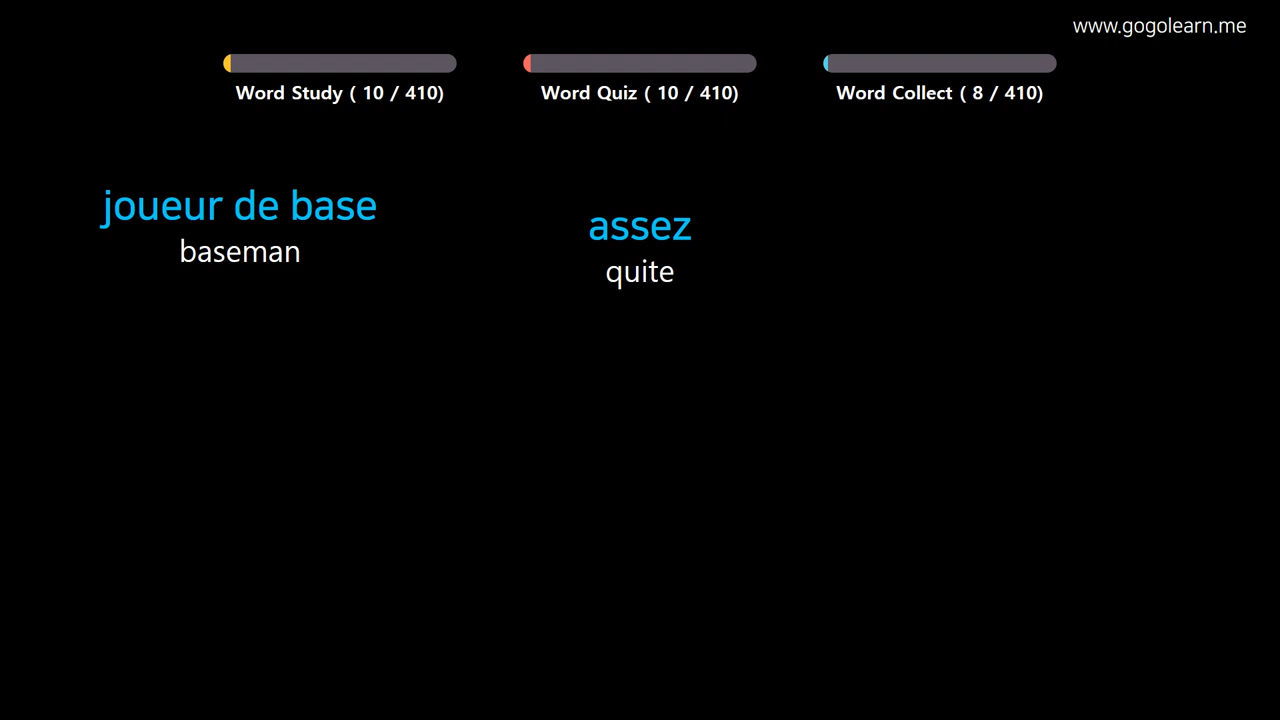 www.gogolearn.me
Word Study ( 10 / 410)
Word Quiz ( 10 / 410)
Word Collect ( 8 / 410)
joueur de base
baseman
assez
quite